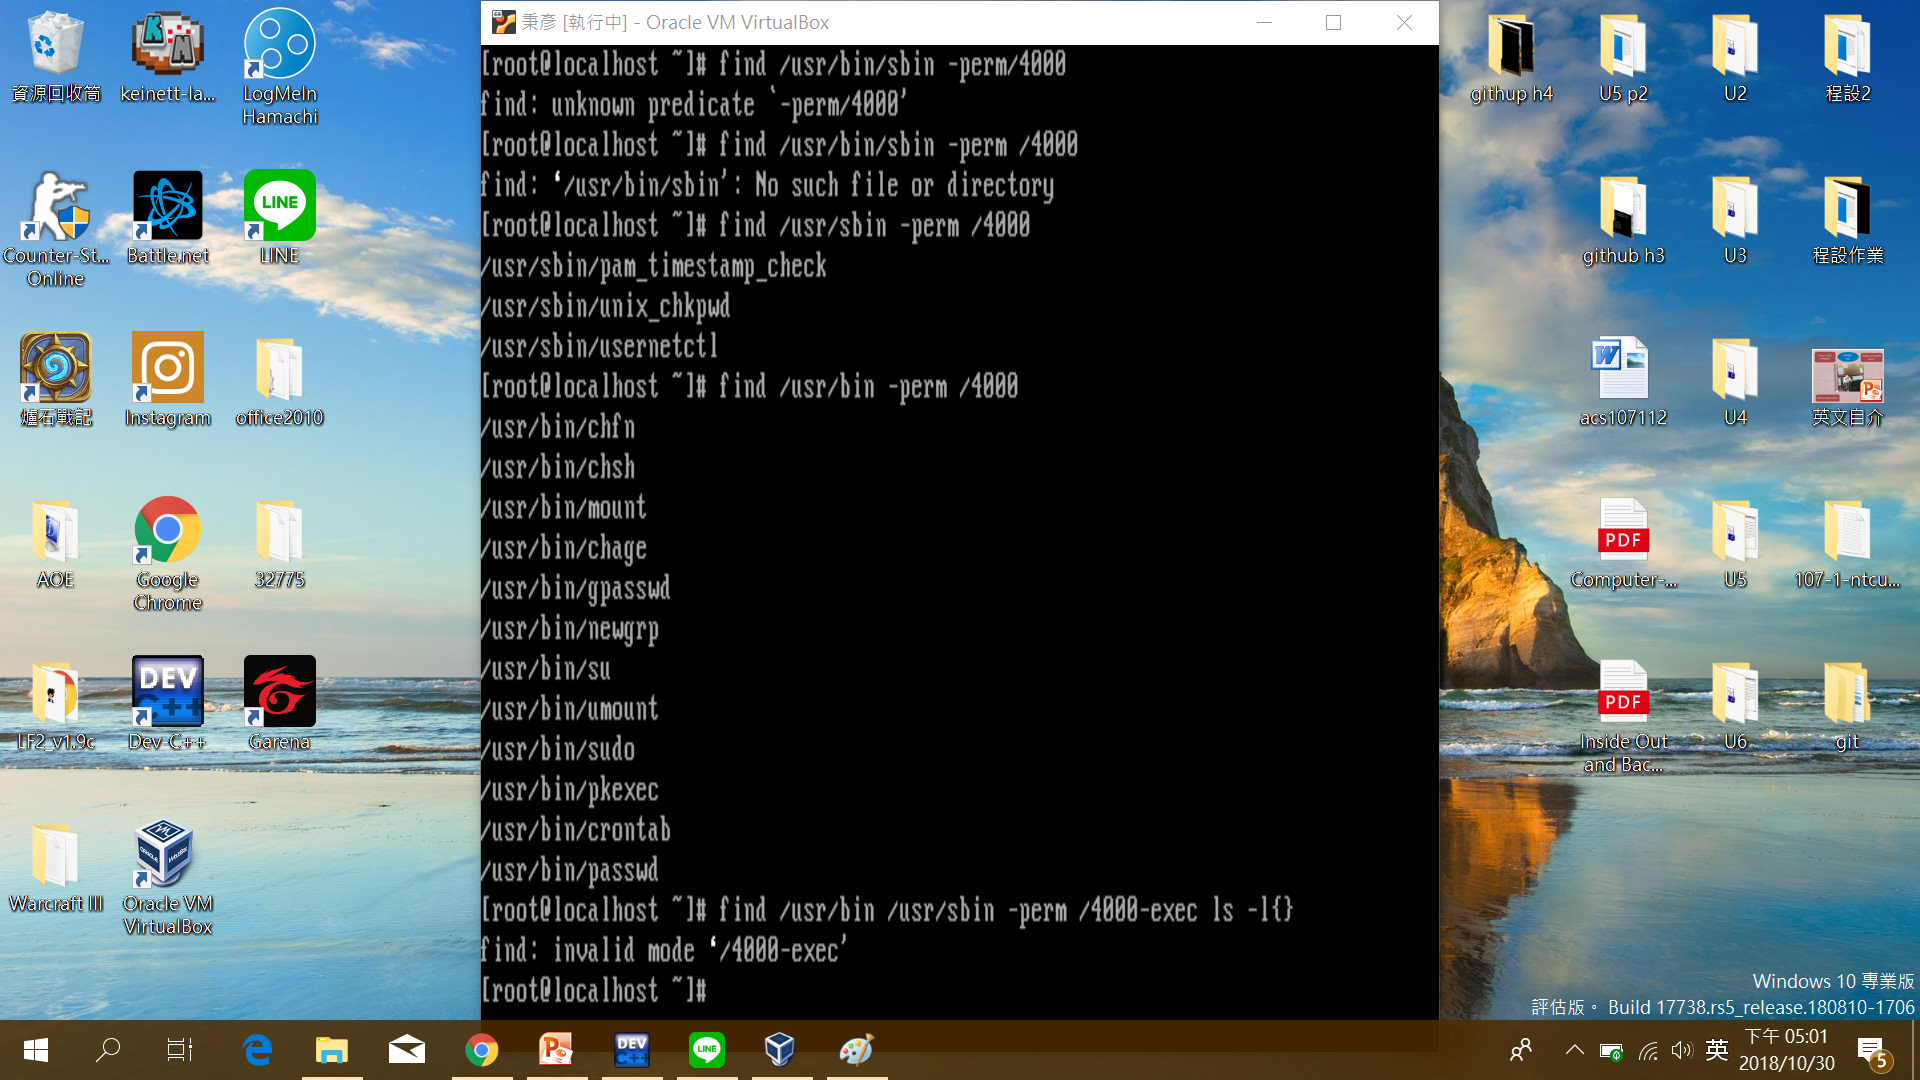 秉彥 [執行中] - Oracle VM VirtualBox
[root@localhost ~]# find /usr/bin/sbin -perm/4000
find: unknown predicate `-perm/4000'
[root@localhost ~]# find /usr/bin/sbin -perm /4000
find: ‘/usr/bin/sbin’: No such file or directory
[root@localhost ~]# find /usr/sbin -perm /4000
/usr/sbin/pam_timestamp_check
/usr/sbin/unix_chkpwd
/usr/sbin/usernetctl
[root@localhost ~]# find /usr/bin -perm /4000
/usr/bin/chfn
/usr/bin/chsh
/usr/bin/mount
/usr/bin/chage
/usr/bin/gpasswd
/usr/bin/newgrp
/usr/bin/su
/usr/bin/umount
/usr/bin/sudo
/usr/bin/pkexec
/usr/bin/crontab
/usr/bin/passwd
[root@localhost ~]# find /usr/bin /usr/sbin -perm /4000-exec ls -l{}
find: invalid mode ‘/4000-exec’
[root@localhost ~]#
資源回收筒
keinett-la...
LogMeIn
Hamachi
Counter-St...
Online
Battle.net
LINE
LINE
爐石戰記
Instagram
office2010
AOE
Google
Chrome
32775
LF2_v1.9c
DEV
C++
Dev-C++
Garena
Warcraft III
Oracle VM
VirtualBox
githup h4
U5 p2
U2
程設2
github h3
U3
程設作業
acs107112
U4
英文自介
PDF
Computer-...
U5
107-1-ntcu...
PDF
Inside Out
and Bac...
U6
git
Windows 10 專業版
評估版。 Build 17738.rs5_release.180810-1706
DEV
C++
LINE
英
下午 05:01
2018/10/30
5